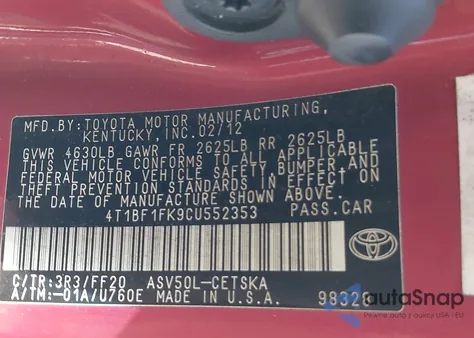 MFD.BY: TOYOTA MOTOR MANUFACTURING,
KENTUCKY, INC. 02/12
GVWR 4630LB GAWR FR 2625LB RR 2625LB
THIS VEHICLE CONFORMS TO ALL APPLICABLE
FEDERAL MOTOR VEHICLE SAFETY, BUMPER, AND
THEFT PREVENTION STANDARDS IN EFFECT ON
THE DATE OF MANUFACTURE SHOWN ABOVE.
4T1BF1FK9CU552353 PASS.CAR
C/TR:3R3/FF20 ASV50L-CETSKA
A/TM:-01A/U760E MADE IN U.S.A.
TOYOTA
98326
autoSnap